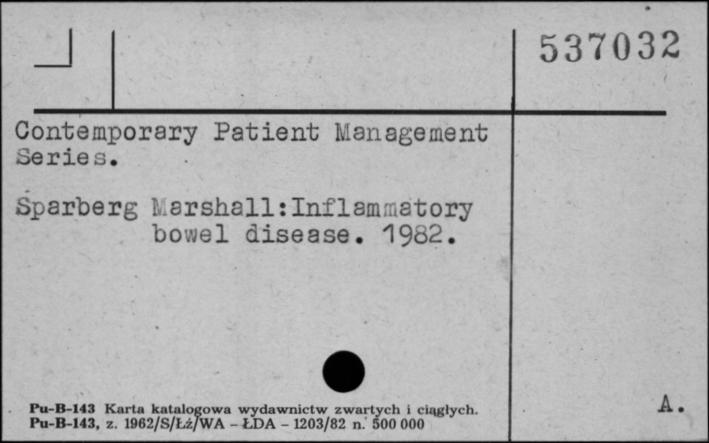 537032
Contemporary Patient Management
Series.
Sparberg Marshall:Inflammatory
bowel disease. 1982.
A.
Pu-B-143 Karta katalogowa wydawnictw zwartych i ciągłych.
Pu-B-143, z. 1962/S/Łź/WA – ŁDA – 1203/82 n. 500 000